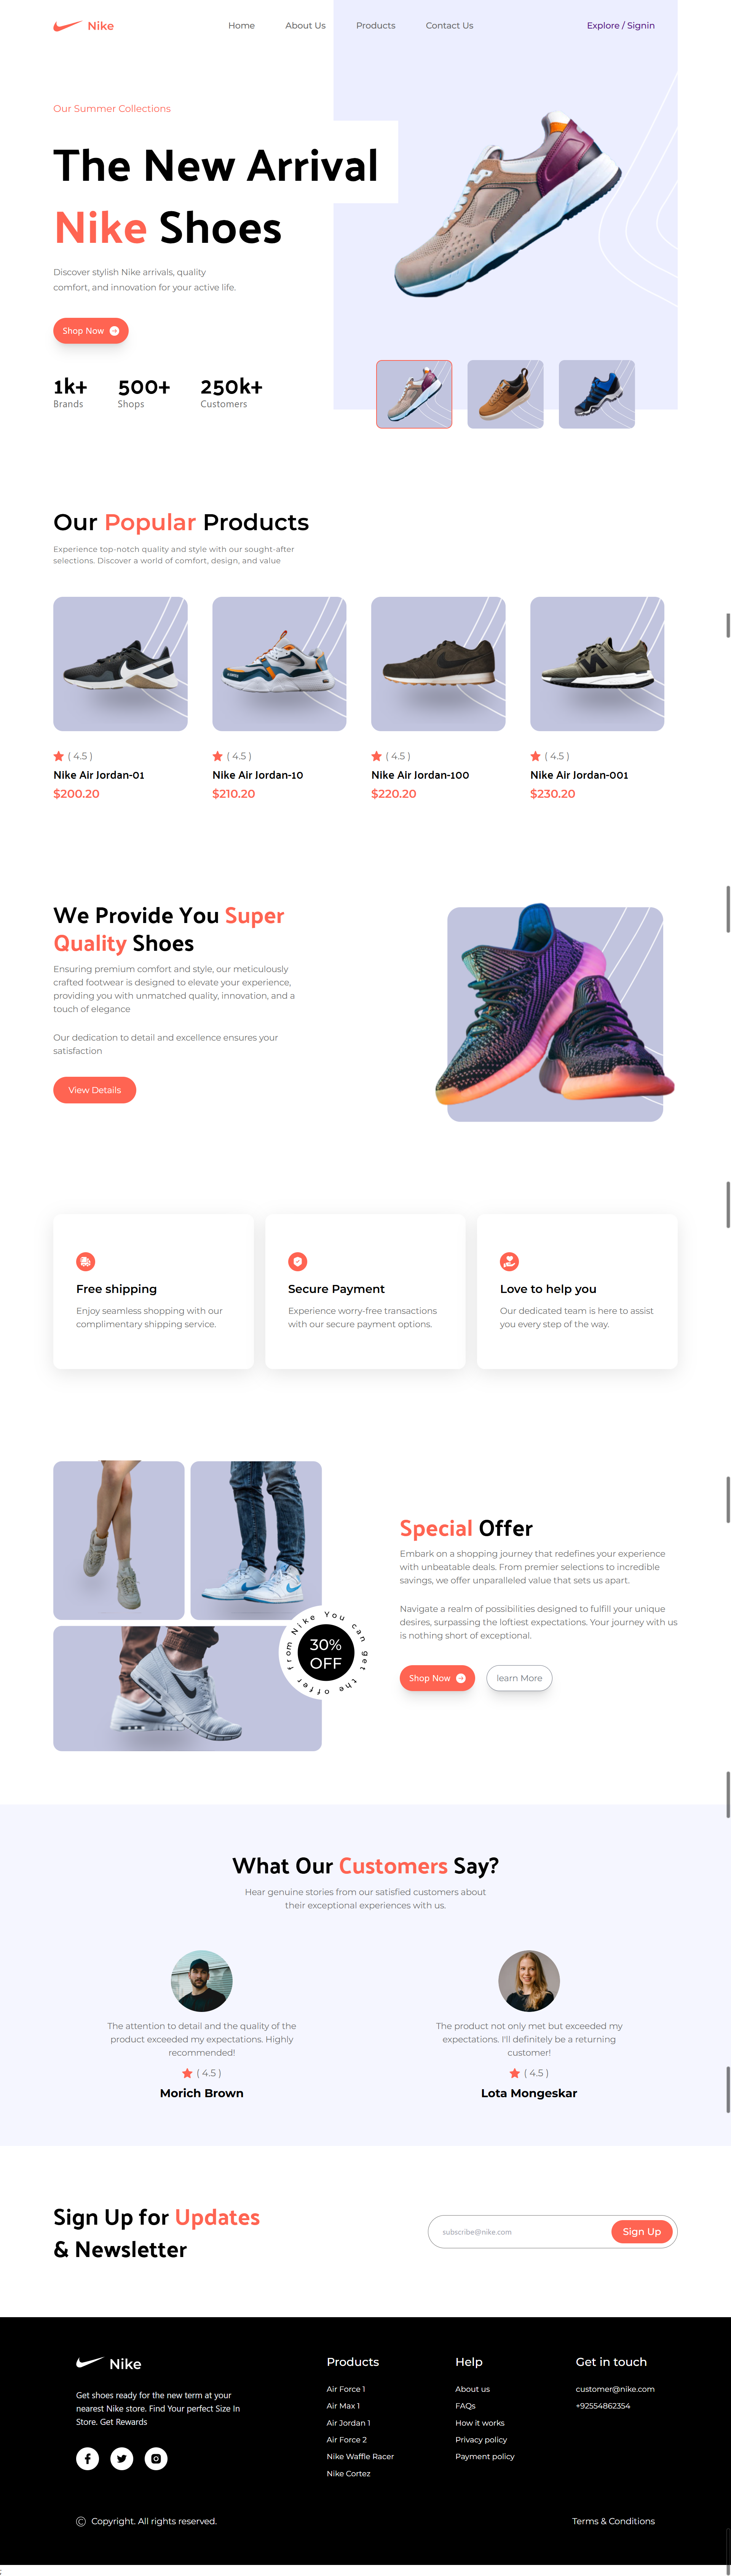 Nike
Home
About Us
Products
Contact Us
Explore / Signin
Our Summer Collections
The New Arrival
Nike Shoes
Discover stylish Nike arrivals, quality
comfort, and innovation for your active life.
Shop Now
1k+
Brands
500+
Shops
250k+
Customers
Our Popular Products
Experience top-notch quality and style with our sought-after
selections. Discover a world of comfort, design, and value
( 4.5 )
Nike Air Jordan-01
$200.20
( 4.5 )
Nike Air Jordan-10
$210.20
( 4.5 )
Nike Air Jordan-100
$220.20
( 4.5 )
Nike Air Jordan-001
$230.20
We Provide You Super
Quality Shoes
Ensuring premium comfort and style, our meticulously
crafted footwear is designed to elevate your experience,
providing you with unmatched quality, innovation, and a
touch of elegance
Our dedication to detail and excellence ensures your
satisfaction
View Details
Free shipping
Enjoy seamless shopping with our
complimentary shipping service.
Secure Payment
Experience worry-free transactions
with our secure payment options.
Love to help you
Our dedicated team is here to assist
you every step of the way.
You can get the offer from Nike
30%
OFF
Special Offer
Embark on a shopping journey that redefines your experience
with unbeatable deals. From premier selections to incredible
savings, we offer unparalleled value that sets us apart.
Navigate a realm of possibilities designed to fulfill your unique
desires, surpassing the loftiest expectations. Your journey with us
is nothing short of exceptional.
Shop Now
learn More
What Our Customers Say?
Hear genuine stories from our satisfied customers about
their exceptional experiences with us.
The attention to detail and the quality of the
product exceeded my expectations. Highly
recommended!
( 4.5 )
Morich Brown
The product not only met but exceeded my
expectations. I'll definitely be a returning
customer!
( 4.5 )
Lota Mongeskar
Sign Up for Updates
& Newsletter
subscribe@nike.com
Sign Up
Nike
Get shoes ready for the new term at your
nearest Nike store. Find Your perfect Size In
Store. Get Rewards
Products
Air Force 1
Air Max 1
Air Jordan 1
Air Force 2
Nike Waffle Racer
Nike Cortez
Help
About us
FAQs
How it works
Privacy policy
Payment policy
Get in touch
customer@nike.com
+92554862354
© Copyright. All rights reserved.
Terms & Conditions
;